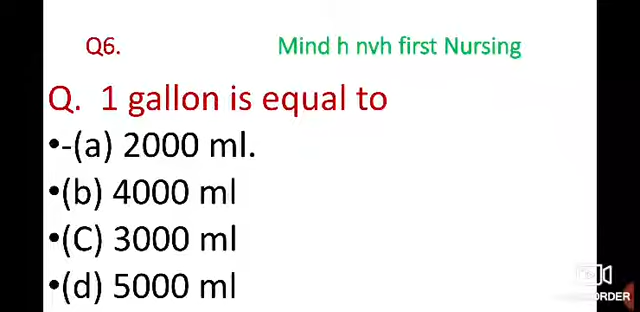 Q6.
Mind h nvh first Nursing
Q. 1 gallon is equal to
•-(a) 2000 ml.
•(b) 4000 ml
•(C) 3000 ml
•(d) 5000 ml